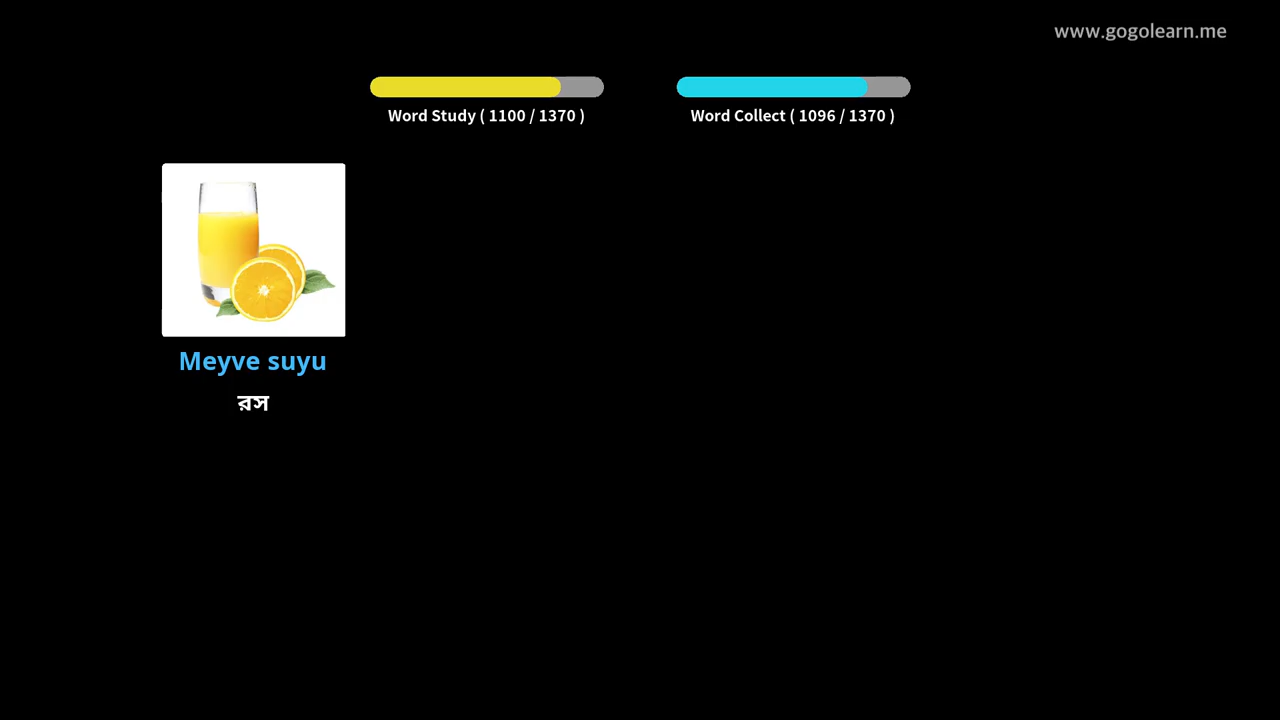 www.gogolearn.me
Word Study ( 1100 / 1370 )
Word Collect ( 1096 / 1370 )
Meyve suyu
রস